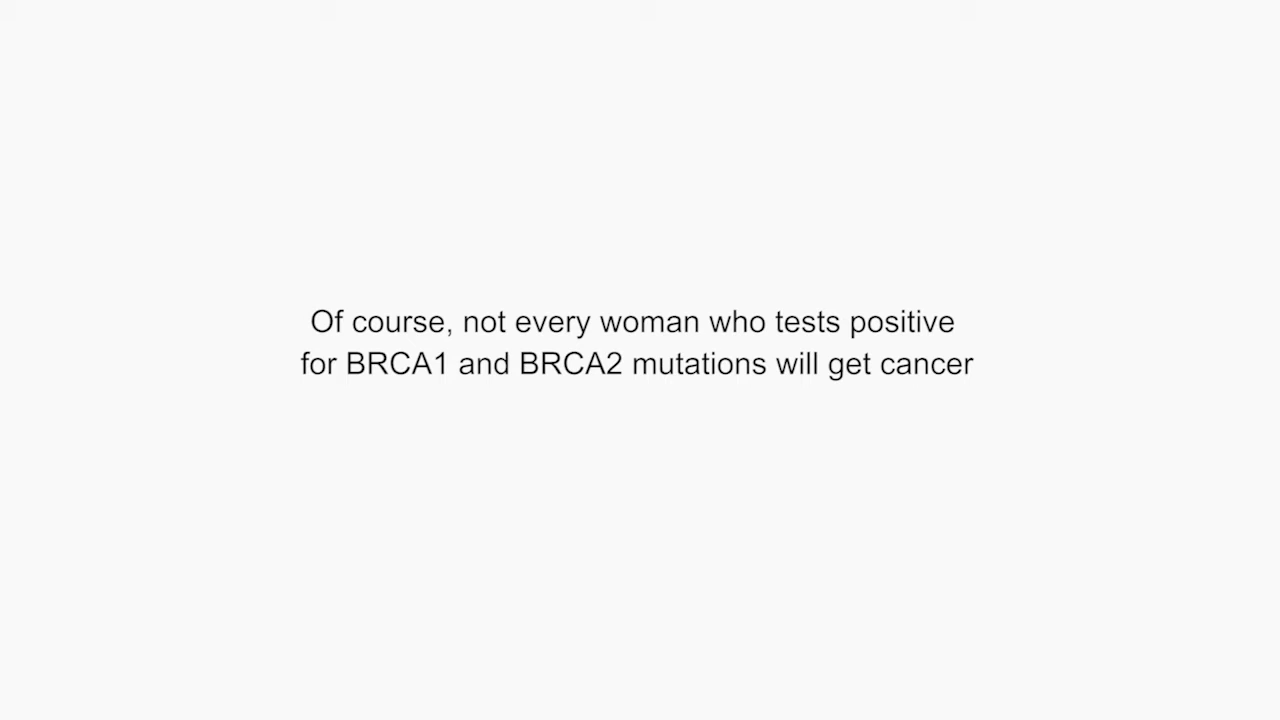 Of course, not every woman who tests positive
for BRCA1 and BRCA2 mutations will get cancer